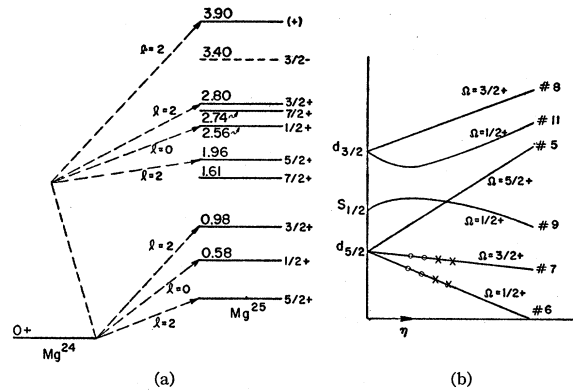 3.90 (+)
ℓ=2
3.40 3/2-
2.80 3/2+
ℓ=2
7/2+
2.74
ℓ=0
1/2+
2.56
1.96 5/2+
ℓ=2
1.61 7/2+
0.98 3/2+
ℓ=2
0.58 1/2+
ℓ=0
5/2+
ℓ=2
Mg25
0+
Mg24
(a)
Ω=3/2+ #8
Ω=1/2+ #11
d3/2
#5
Ω=5/2+
S1/2
Ω=1/2+ #9
d5/2
Ω=3/2+ #7
Ω=1/2+
#6
η
(b)